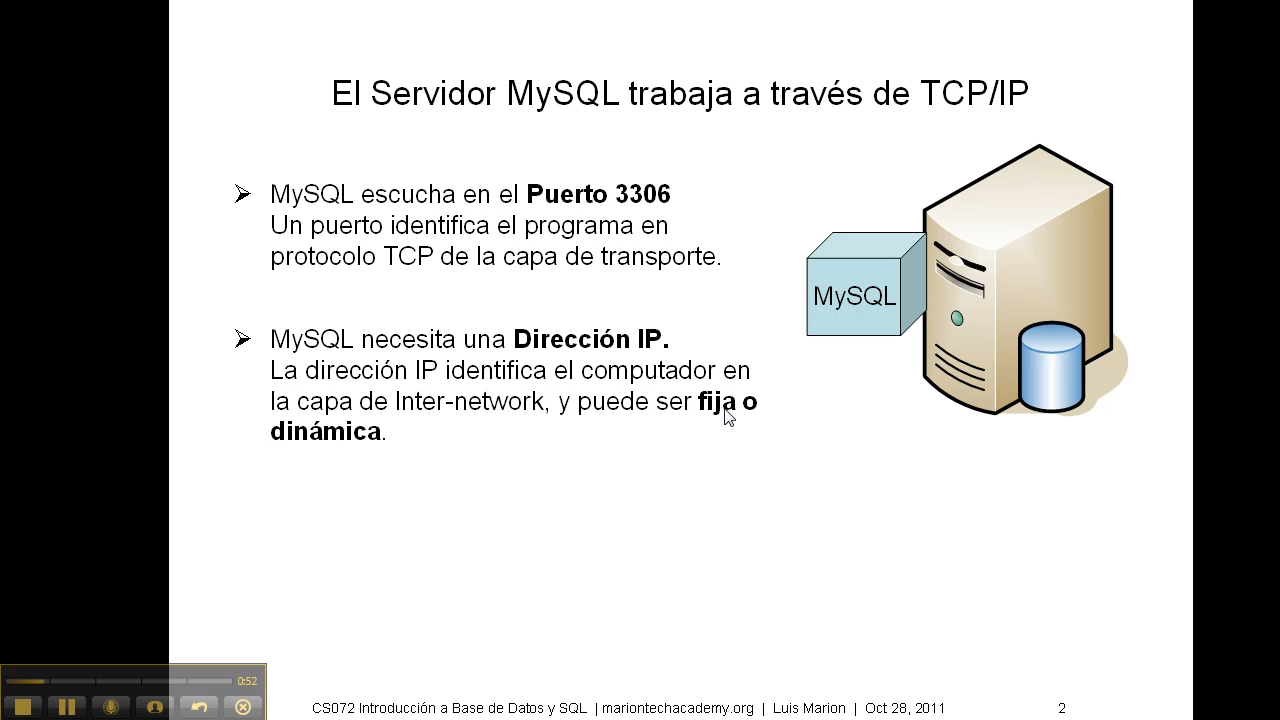 El Servidor MySQL trabaja a través de TCP/IP
MySQL escucha en el Puerto 3306
Un puerto identifica el programa en
protocolo TCP de la capa de transporte.
MySQL
MySQL necesita una Dirección IP.
La dirección IP identifica el computador en
la capa de Inter-network, y puede ser fija o
dinámica.
0:52
CS072 Introducción a Base de Datos y SQL | mariontechacademy.org | Luis Marion | Oct 28, 2011 2